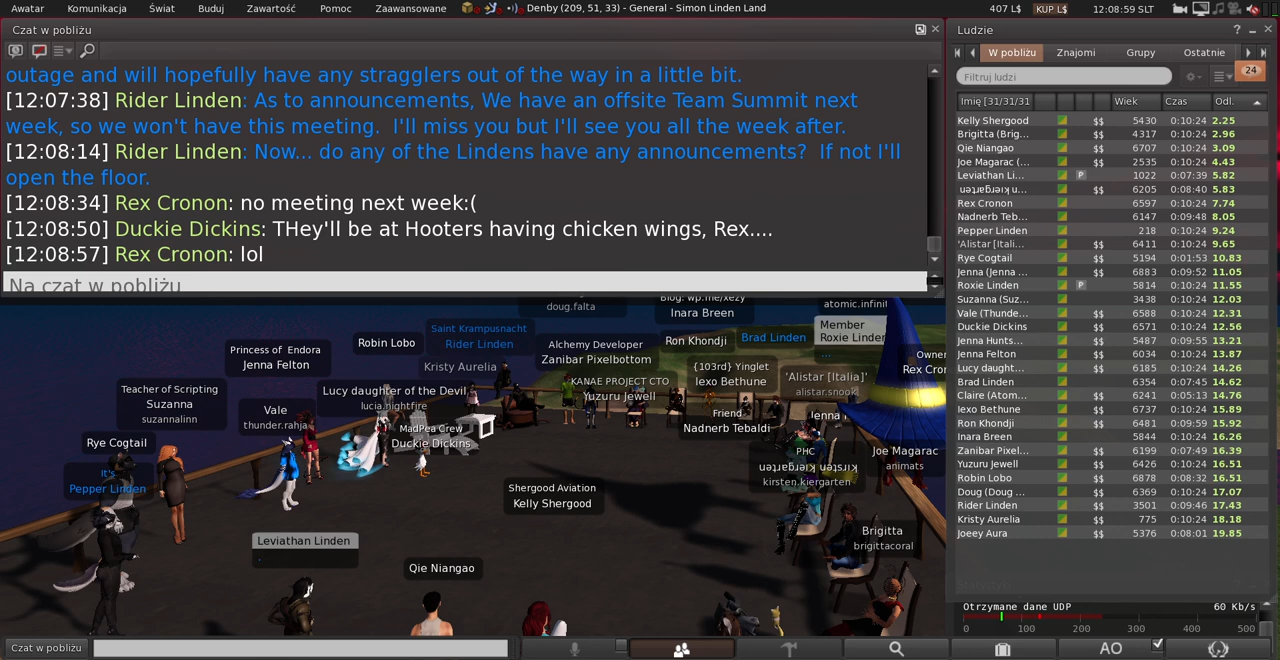 Awatar Komunikacja Świat Buduj Zawartość Pomoc Zaawansowane Denby (209, 51, 33) - General - Simon Linden Land 407 L$ KUP L$ 12:08:59 SLT
Czat w pobliżu
outage and will hopefully have any stragglers out of the way in a little bit.
[12:07:38] Rider Linden: As to announcements, We have an offsite Team Summit next
week, so we won't have this meeting.  I'll miss you but I'll see you all the week after.
[12:08:14] Rider Linden: Now... do any of the Lindens have any announcements?  If not I'll
open the floor.
[12:08:34] Rex Cronon: no meeting next week:(
[12:08:50] Duckie Dickins: THey'll be at Hooters having chicken wings, Rex....
[12:08:57] Rex Cronon: lol
Na czat w pobliżu
doug.falta
Blog: wp.me/xezy
Inara Breen
atomic.infinit
Saint Krampusnacht
Rider Linden
Robin Lobo
Princess of Endora
Jenna Felton
Kristy Aurelia
Alchemy Developer
Zanibar Pixelbottom
Ron Khondji
Brad Linden
Member
Roxie Linden
...
Owner
Rex Cron
{103rd} Yinglet
Iexo Bethune
'Alistar [Italia]'
alistar.snook
KANAE PROJECT CTO
Yuzuru Jewell
Teacher of Scripting
Suzanna
suzannalinn
Lucy daughter of the Devil
lucia.nightfire
Vale
thunder.rahja
MadPea Crew
Duckie Dickins
Friend
Nadnerb Tebaldi
Jenna
Rye Cogtail
It's
Pepper Linden
PHC
kirsten.kiergarten
Joe Magarac
animats
Shergood Aviation
Kelly Shergood
Brigitta
brigittacoral
Leviathan Linden
Qie Niangao
Czat w pobliżu
AO
Ludzie
W pobliżu Znajomi Grupy Ostatnie
Filtruj ludzi
24
Imię [31/31/31 Wiek Czas Odl.
Kelly Shergood $$ 5430 0:10:24 2.25
Brigitta (Brig... $$ 4317 0:10:24 2.96
Qie Niangao $$ 6707 0:10:24 3.09
Joe Magarac (... $$ 2535 0:10:24 4.43
Leviathan Li... P 1022 0:07:39 5.82
$$ 6205 0:08:40 5.83
Rex Cronon 6597 0:10:24 7.74
Nadnerb Teb... 6147 0:09:48 8.05
Pepper Linden 218 0:10:24 9.24
'Alistar [Itali... $$ 6411 0:10:24 9.65
Rye Cogtail $$ 5194 0:01:53 10.83
Jenna (Jenna ... $$ 6883 0:09:52 11.05
Roxie Linden P 5814 0:10:24 11.55
Suzanna (Suz... 3438 0:10:24 12.03
Vale (Thunde... $$ 6588 0:10:24 12.31
Duckie Dickins $$ 6571 0:10:24 12.56
Jenna Hunts... $$ 5487 0:09:55 13.21
Jenna Felton $$ 6034 0:10:24 13.87
Lucy daught... $$ 6185 0:10:24 14.26
Brad Linden 6354 0:07:45 14.62
Claire (Atom... $$ 6241 0:05:13 14.76
Iexo Bethune $$ 6737 0:10:24 15.89
Ron Khondji $$ 6481 0:09:59 15.92
Inara Breen 5844 0:10:24 16.26
Zanibar Pixel... $$ 6199 0:07:49 16.39
Yuzuru Jewell $$ 6426 0:10:24 16.51
Robin Lobo $$ 6878 0:08:32 16.51
Doug (Doug ... $$ 6369 0:10:24 17.07
Rider Linden $$ 3501 0:09:46 17.43
Kristy Aurelia $$ 775 0:10:24 18.18
Joeey Aura $$ 5376 0:08:01 19.85
Otrzymane dane UDP 60 Kb/s
0 100 200 300 400 500